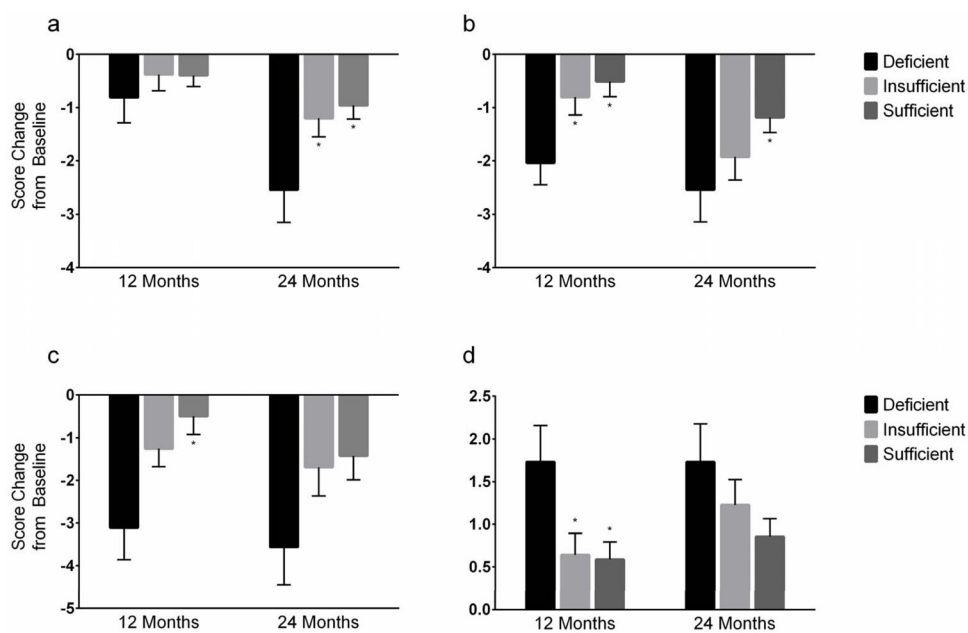 a
0
-1
-2
-3
-4
Score Change
from Baseline
*
*
12 Months
24 Months
b
0
-1
-2
-3
-4
*
*
*
12 Months
24 Months
Deficient
Insufficient
Sufficient
c
0
-1
-2
-3
-4
-5
Score Change
from Baseline
*
12 Months
24 Months
d
2.5
2.0
1.5
1.0
0.5
0.0
*
*
12 Months
24 Months
Deficient
Insufficient
Sufficient